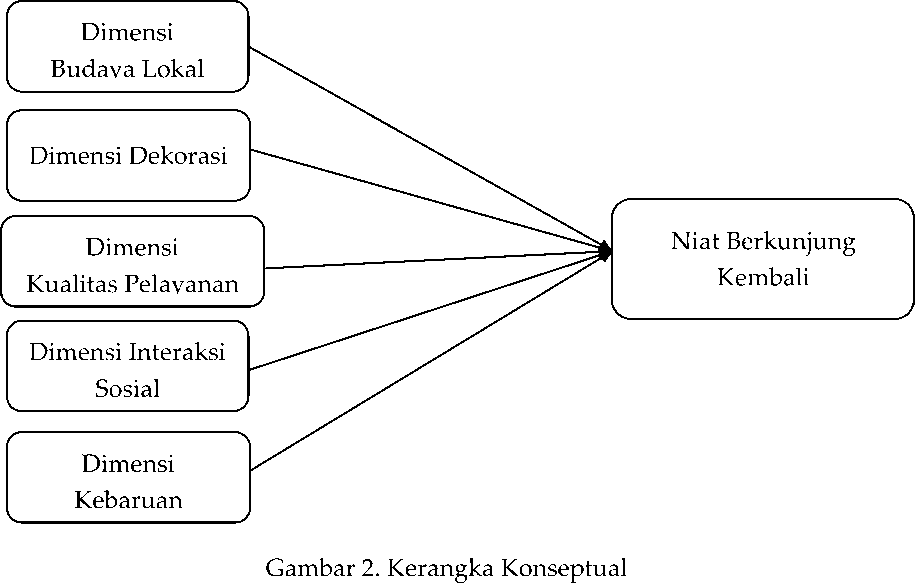 Dimensi
Budaya Lokal
Dimensi Dekorasi
Dimensi
Kualitas Pelayanan
Dimensi Interaksi
Sosial
Dimensi
Kebaruan
Niat Berkunjung
Kembali
Gambar 2. Kerangka Konseptual